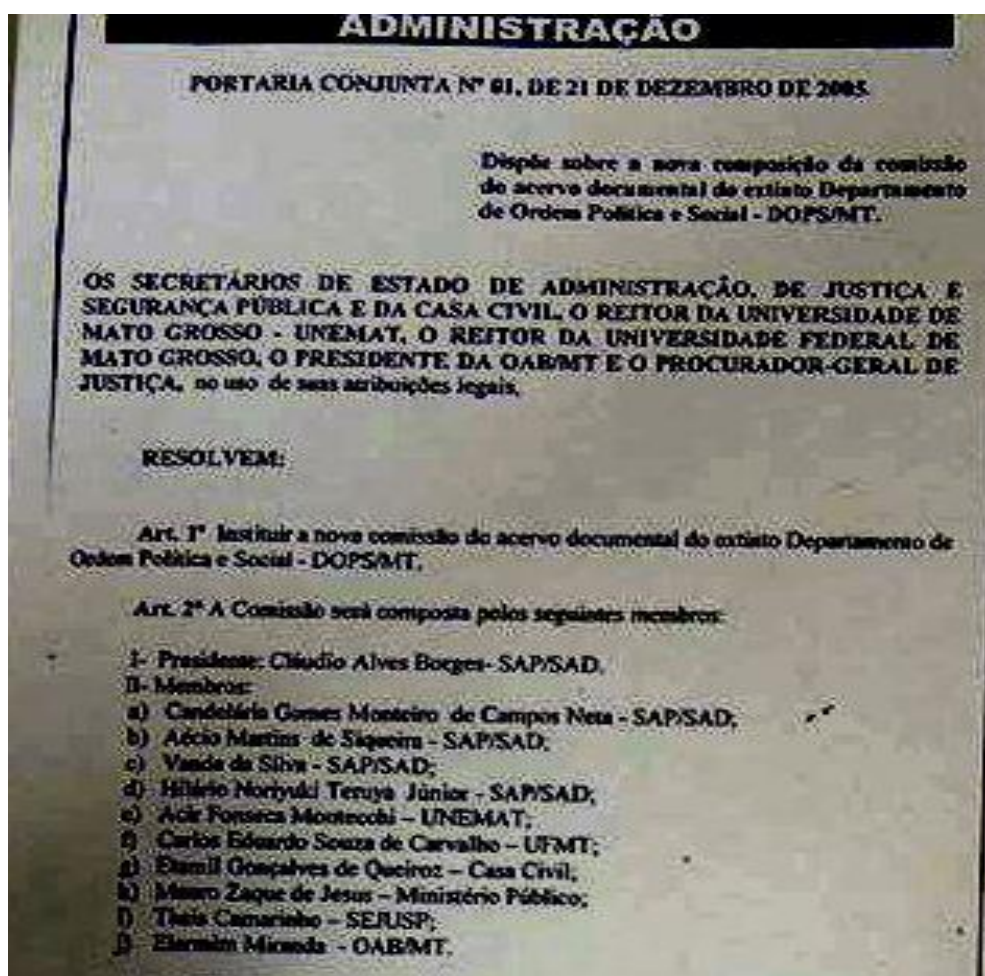 ADMINISTRAÇÃO
PORTARIA CONJUNTA Nº 01, DE 21 DE DEZEMBRO DE 2005.
Dispõe sobre a nova composição da comissão
do acervo documental do extinto Departamento
de Ordem Política e Social - DOPS/MT.
OS SECRETÁRIOS DE ESTADO DE ADMINISTRAÇÃO, DE JUSTIÇA E
SEGURANÇA PÚBLICA E DA CASA CIVIL, O REITOR DA UNIVERSIDADE DE
MATO GROSSO - UNEMAT, O REITOR DA UNIVERSIDADE FEDERAL DE
MATO GROSSO, O PRESIDENTE DA OAB/MT E O PROCURADOR-GERAL DE
JUSTIÇA, no uso de suas atribuições legais,
RESOLVEM:
Art. 1º Instituir a nova comissão do acervo documental do extinto Departamento de
Ordem Política e Social - DOPS/MT.
Art. 2º A Comissão será composta pelos seguintes membros:
I- Presidente: Cláudio Alves Borges- SAP/SAD.
II- Membros:
a) Candelária Gomes Monteiro de Campos Neta - SAP/SAD;
b) Aécio Martins de Siqueira - SAP/SAD;
c) Vanda da Silva - SAP/SAD;
d) Hilário Noriyuki Teruya Júnior - SAP/SAD;
e) Acir Fonseca Montecchi – UNEMAT;
f) Carlos Eduardo Souza de Carvalho – UFMT;
g) Gonçalves de Queiroz – Casa Civil;
h) Mauro Zaque de Jesus – Ministério Público;
i) Thaís Camarinho – SEJUSP;
j) Miranda - OAB/MT.